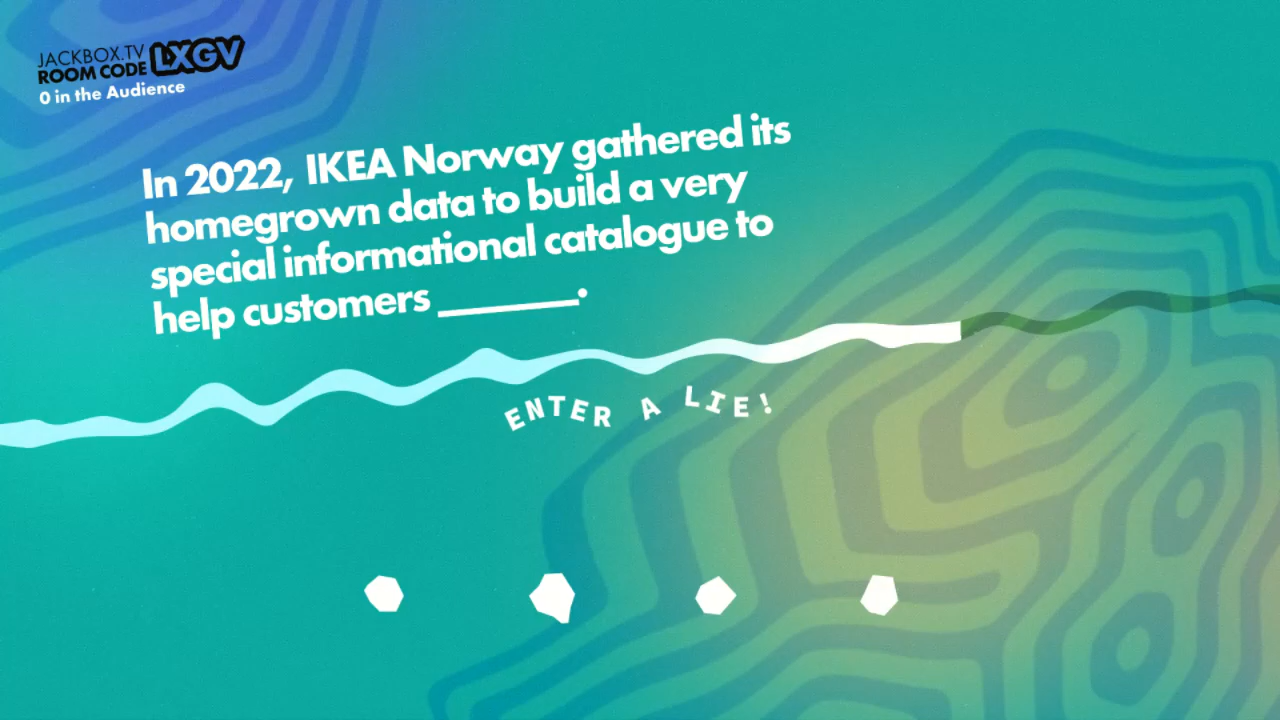 JACKBOX.TV
ROOM CODE LXGV
0 in the Audience
In 2022, IKEA Norway gathered its
homegrown data to build a very
special informational catalogue to
help customers ________.
ENTER A LIE!